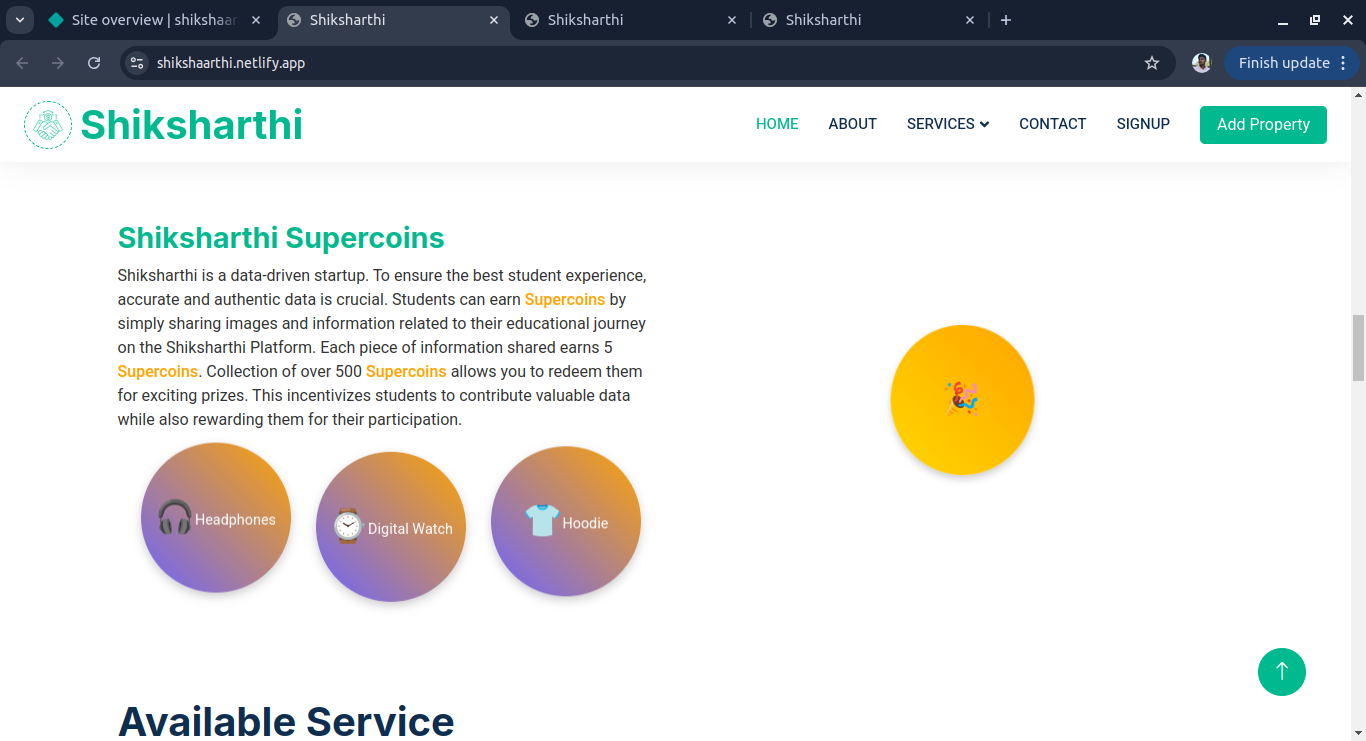 Site overview | shikshaar
Shiksharthi
Shiksharthi
Shiksharthi
shikshaarthi.netlify.app
Finish update
Shiksharthi
HOME
ABOUT
SERVICES
CONTACT
SIGNUP
Add Property
Shiksharthi Supercoins
Shiksharthi is a data-driven startup. To ensure the best student experience,
accurate and authentic data is crucial. Students can earn Supercoins by
simply sharing images and information related to their educational journey
on the Shiksharthi Platform. Each piece of information shared earns 5
Supercoins. Collection of over 500 Supercoins allows you to redeem them
for exciting prizes. This incentivizes students to contribute valuable data
while also rewarding them for their participation.
Headphones
Digital Watch
Hoodie
Available Service